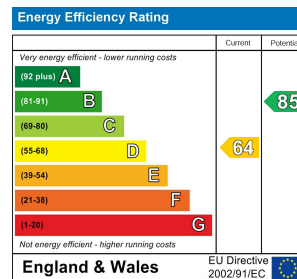 Energy Efficiency Rating
Current Potentia
Very energy efficient - lower running costs
(92 plus) A
(81-91) B
85
(69-80) C
(55-68) D
64
(39-54) E
(21-38) F
(1-20) G
Not energy efficient - higher running costs
England & Wales
EU Directive
2002/91/EC